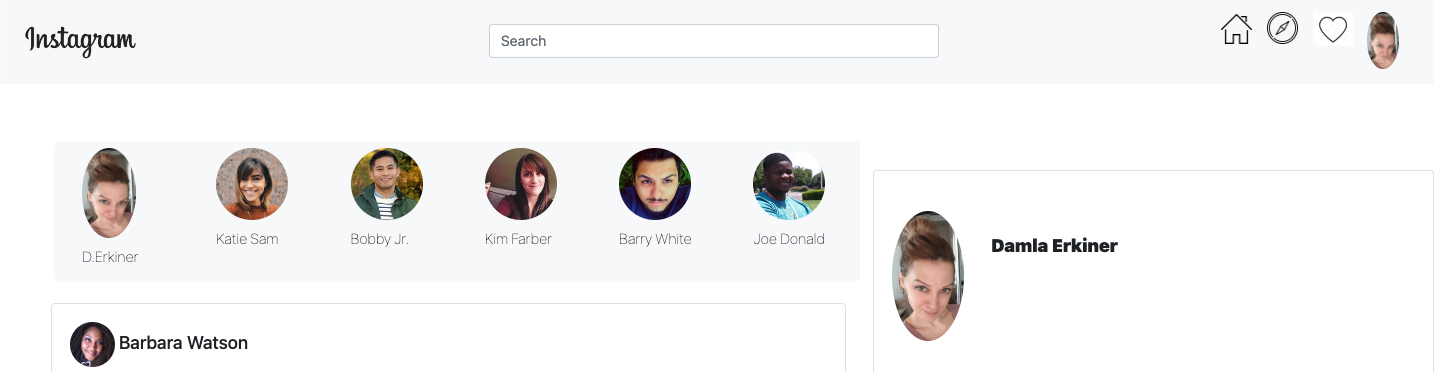 Instagram
Search
D.Erkiner
Katie Sam
Bobby Jr.
Kim Farber
Barry White
Joe Donald
Damla Erkiner
Barbara Watson